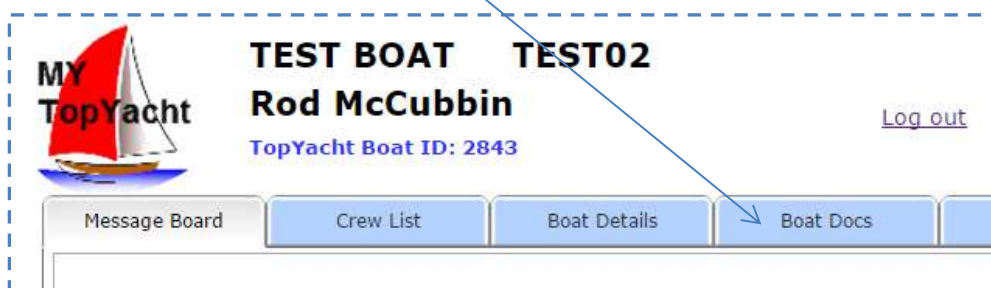 MY
TopYacht
TEST BOAT TEST02
Rod McCubbin
TopYacht Boat ID: 2843
Log out
Message Board Crew List Boat Details Boat Docs